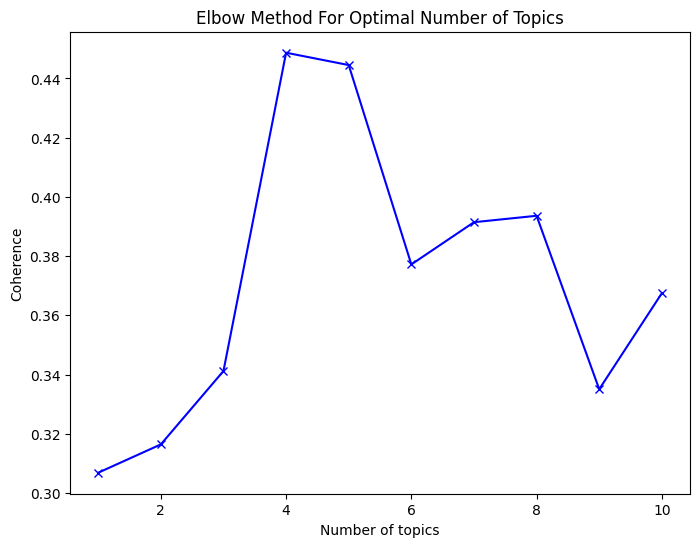 Elbow Method For Optimal Number of Topics
0.44
0.42
0.40
0.38
0.36
0.34
0.32
0.30
Coherence
2 4 6 8 10
Number of topics